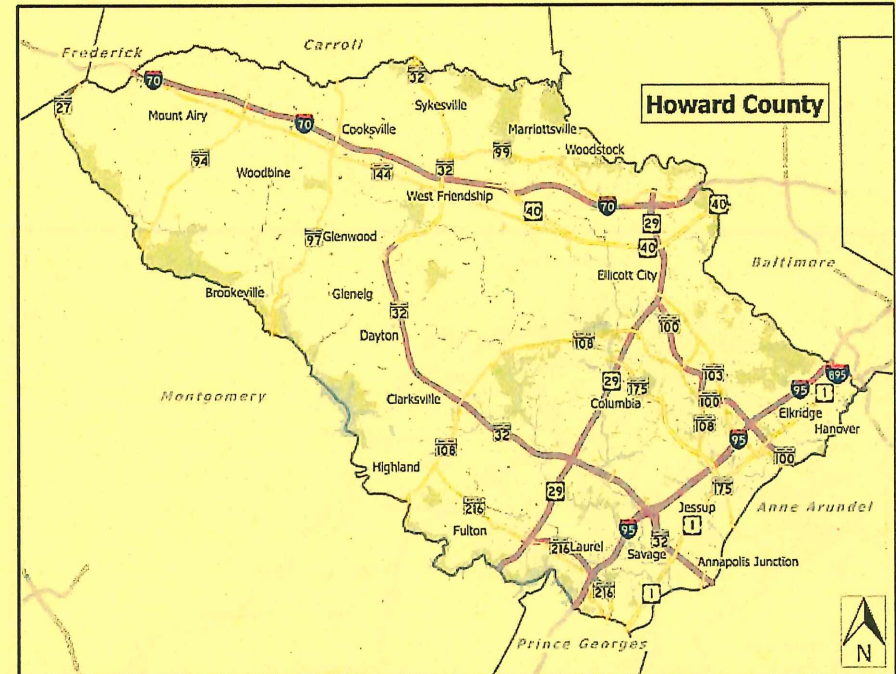 Frederick
Carroll
32
70
27
Sykesville
Howard County
Mount Airy
70
Cooksville
Marriottsville
94
99
Woodstock
144
32
Woodbine
West Friendship
40
70
40
29
97
Glenwood
40
Ellicott City
Baltimore
Brookeville
Glenelg
32
100
Dayton
108
Montgomery
29
175
103
895
95
1
Clarksville
Columbia
100
Elkridge
108
Hanover
32
95
108
100
Highland
29
175
Anne Arundel
216
Jessup
1
Fulton
95
216
Laurel
Savage
32
Annapolis Junction
216
1
Prince Georges
N